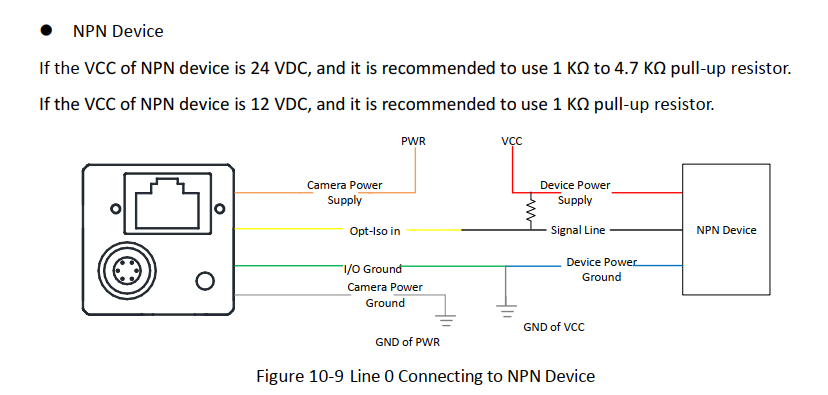 ● NPN Device
If the VCC of NPN device is 24 VDC, and it is recommended to use 1 KΩ to 4.7 KΩ pull-up resistor.
If the VCC of NPN device is 12 VDC, and it is recommended to use 1 KΩ pull-up resistor.
PWR
VCC
Camera Power
Supply
Device Power
Supply
Opt-Iso in
Signal Line
NPN Device
I/O Ground
Device Power
Ground
Camera Power
Ground
GND of VCC
GND of PWR
Figure 10-9 Line 0 Connecting to NPN Device